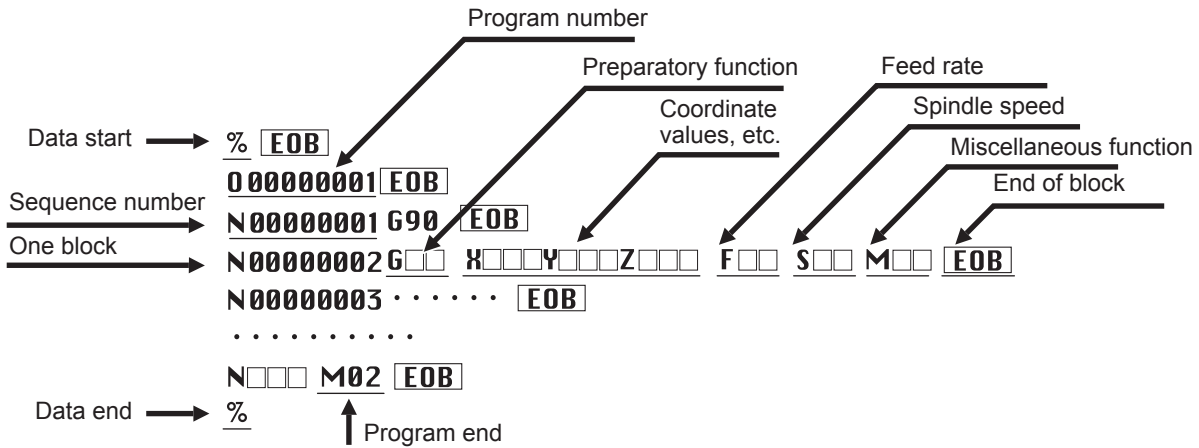 Program number
Preparatory function
Feed rate
Coordinate
values, etc.
Spindle speed
Miscellaneous function
End of block
Data start
% EOB
O 00000001 EOB
Sequence number
N00000001 G90 EOB
One block
N00000002 G□□ X□□□Y□□□Z□□□ F□□ S□□ M□□ EOB
N00000003 · · · · · · EOB
· · · · · · · · · ·
N□□□ M02 EOB
Data end
%
Program end